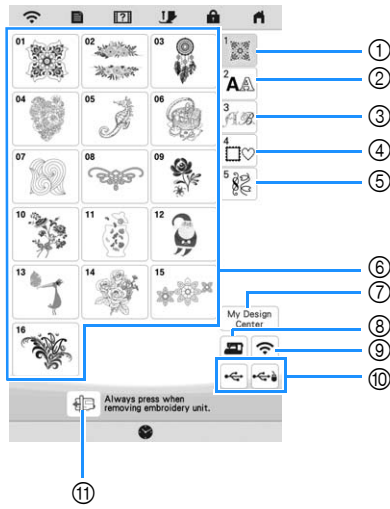 01 02 03
04 05 06
07 08 09
10 11 12
13 14 15
16
1
2 AA
3 AB
4
5
①
②
③
④
⑤
⑥
⑦
⑧
⑨
⑩
My Design
Center
Always press when
removing embroidery unit.
⑪